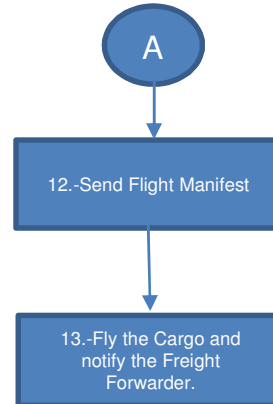 A
12.-Send Flight Manifest
13.-Fly the Cargo and
notify the Freight
Forwarder.